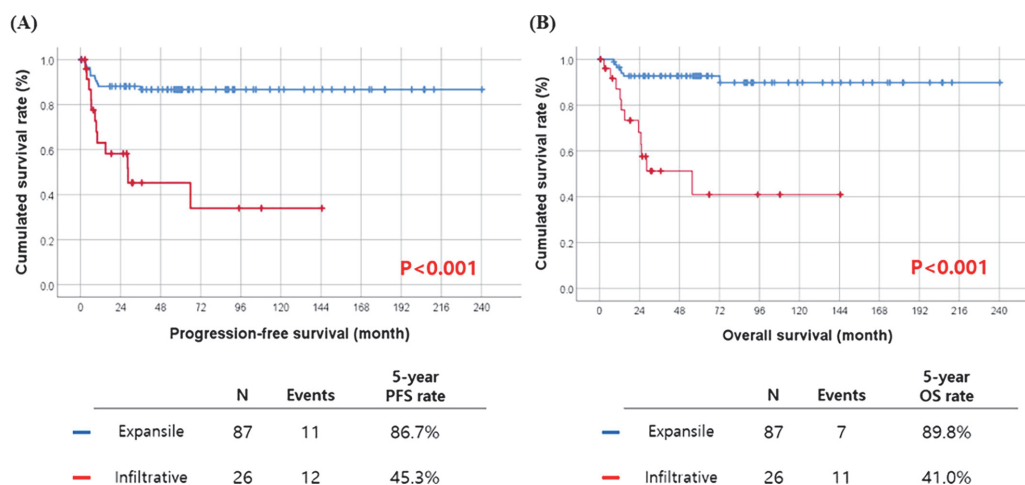 (A)
Cumulated survival rate (%)
1.0
0.8
0.6
0.4
0.2
0.0
P<0.001
0 24 48 72 96 120 144 168 192 216 240
Progression-free survival (month)
N Events 5-year PFS rate
Expansile 87 11 86.7%
Infiltrative 26 12 45.3%
(B)
Cumulated survival rate (%)
1.0
0.8
0.6
0.4
0.2
0.0
P<0.001
0 24 48 72 96 120 144 168 192 216 240
Overall survival (month)
N Events 5-year OS rate
Expansile 87 7 89.8%
Infiltrative 26 11 41.0%